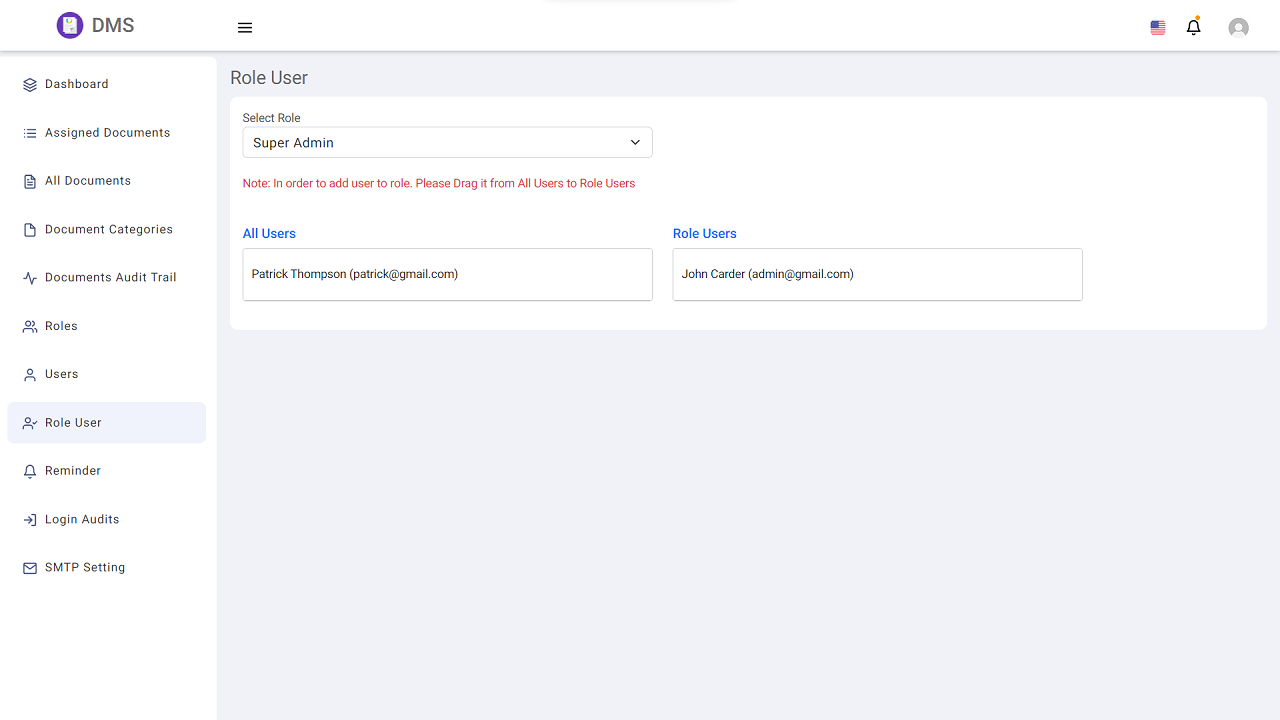 DMS
Dashboard
Assigned Documents
All Documents
Document Categories
Documents Audit Trail
Roles
Users
Role User
Reminder
Login Audits
SMTP Setting
Role User
Select Role
Super Admin
Note: In order to add user to role. Please Drag it from All Users to Role Users
All Users
Patrick Thompson (patrick@gmail.com)
Role Users
John Carder (admin@gmail.com)